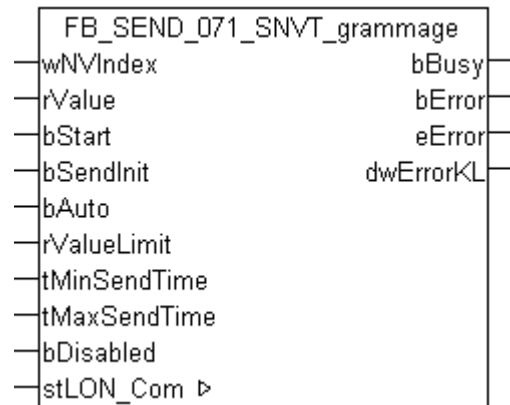 FB_SEND_071_SNVT_grammage
wNVIndex bBusy
rValue bError
bStart eError
bSendInit dwErrorKL
bAuto
rValueLimit
tMinSendTime
tMaxSendTime
bDisabled
stLON_Com ▷